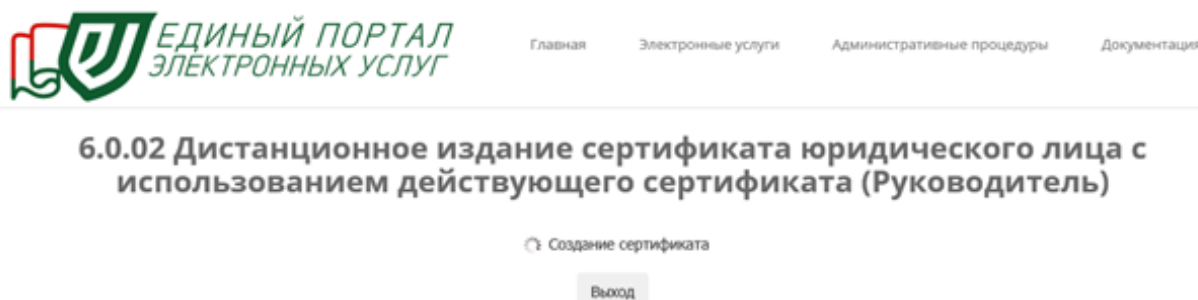 ЕДИНЫЙ ПОРТАЛ
ЭЛЕКТРОННЫХ УСЛУГ
Главная Электронные услуги Административные процедуры Документация
6.0.02 Дистанционное издание сертификата юридического лица с
использованием действующего сертификата (Руководитель)
Создание сертификата
Выход